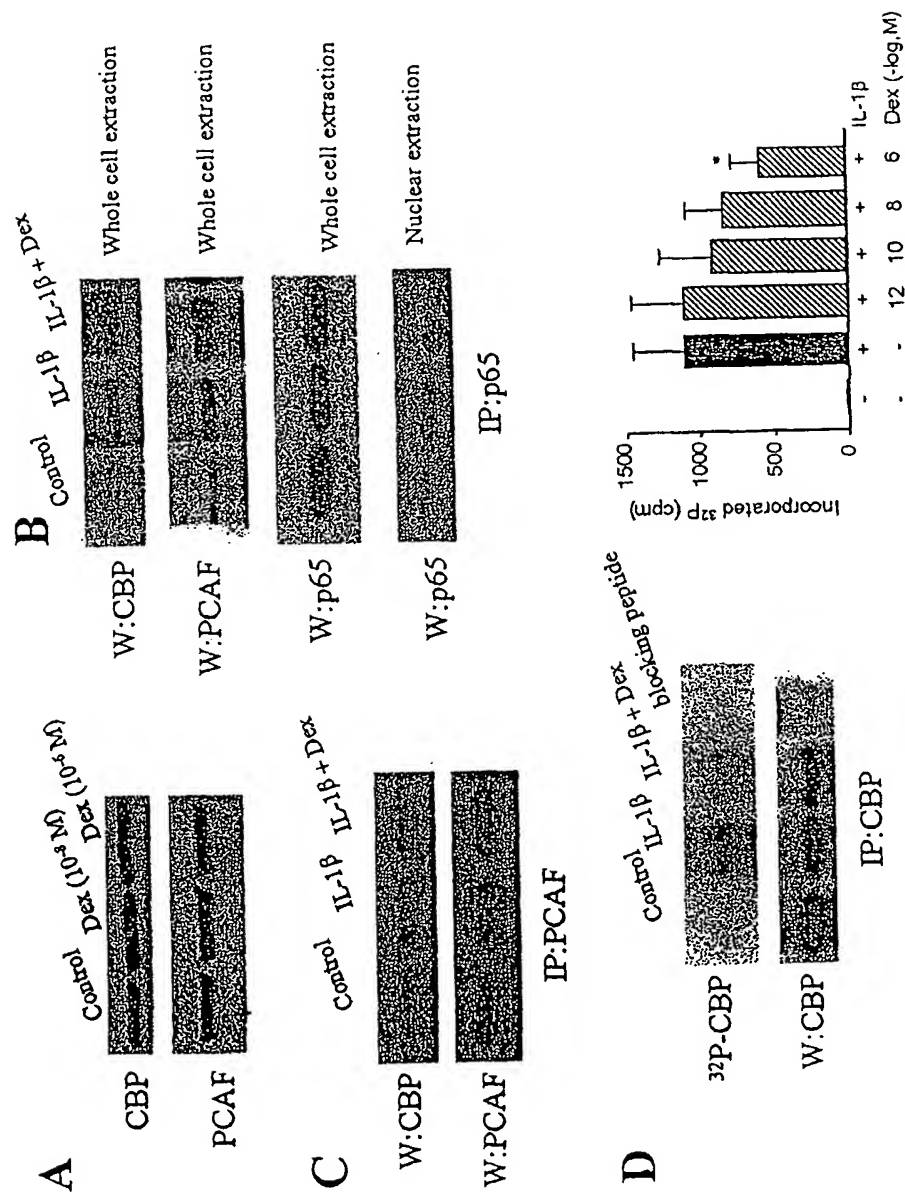 A
Control
Dex (10-8 M)
Dex (10-6 M)
CBP
PCAF
B
Control
IL-1β
IL-1β + Dex
W:CBP
Whole cell extraction
W:PCAF
Whole cell extraction
W:p65
Whole cell extraction
W:p65
Nuclear extraction
IP:p65
C
Control
IL-1β
IL-1β + Dex
W:CBP
W:PCAF
IP:PCAF
D
Control
IL-1β
IL-1β + Dex
blocking peptide
32P-CBP
W:CBP
IP:CBP
Incorporated 32P (cpm)
1500
1000
500
0
*
- + + + + + IL-1β
- - 12 10 8 6 Dex (-log,M)